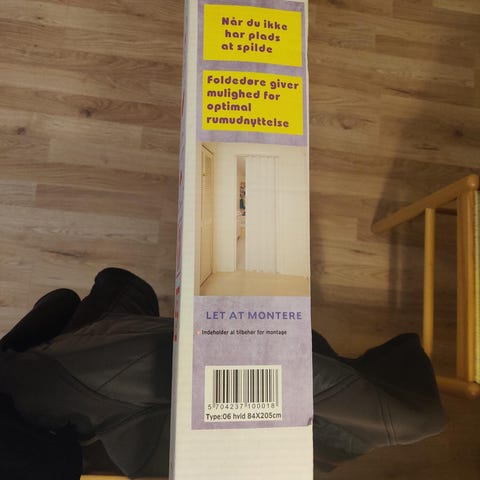 Når du ikke
har plads
at spilde
Foldedøre giver
mulighed for
optimal
rumudnyttelse
LET AT MONTERE
Indeholder al tilbehør for montage
5 704237 100018
Type:06 hvid 84X205cm